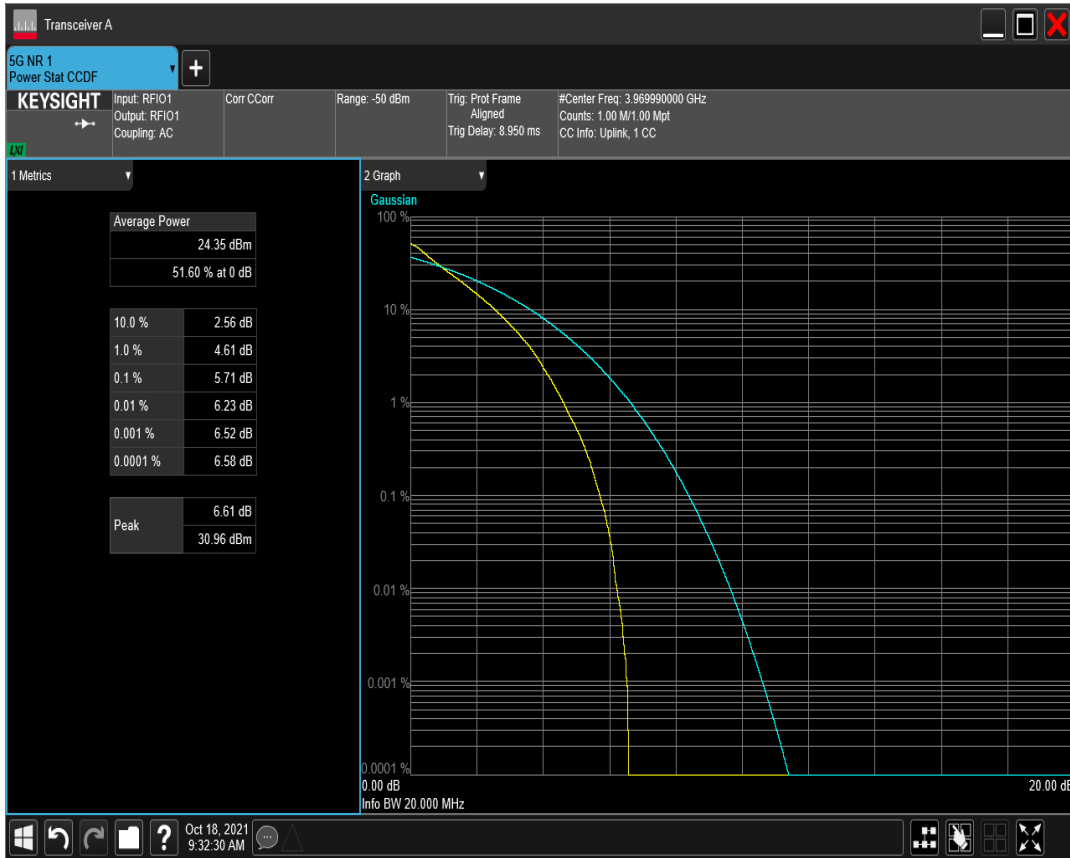 Transceiver A
5G NR 1
Power Stat CCDF
+
KEYSIGHT
LXI
Input: RFIO1
Output: RFIO1
Coupling: AC
Corr CCorr
Range: -50 dBm
Trig: Prot Frame
Aligned
Trig Delay: 8.950 ms
#Center Freq: 3.969990000 GHz
Counts: 1.00 M/1.00 Mpt
CC Info: Uplink, 1 CC
1 Metrics
Average Power
24.35 dBm
51.60 % at 0 dB
10.0 % 2.56 dB
1.0 % 4.61 dB
0.1 % 5.71 dB
0.01 % 6.23 dB
0.001 % 6.52 dB
0.0001 % 6.58 dB
Peak
6.61 dB
30.96 dBm
2 Graph
Gaussian
100 %
10 %
1 %
0.1 %
0.01 %
0.001 %
0.0001 %
0.00 dB
20.00 dB
Info BW 20.000 MHz
?
Oct 18, 2021
9:32:30 AM